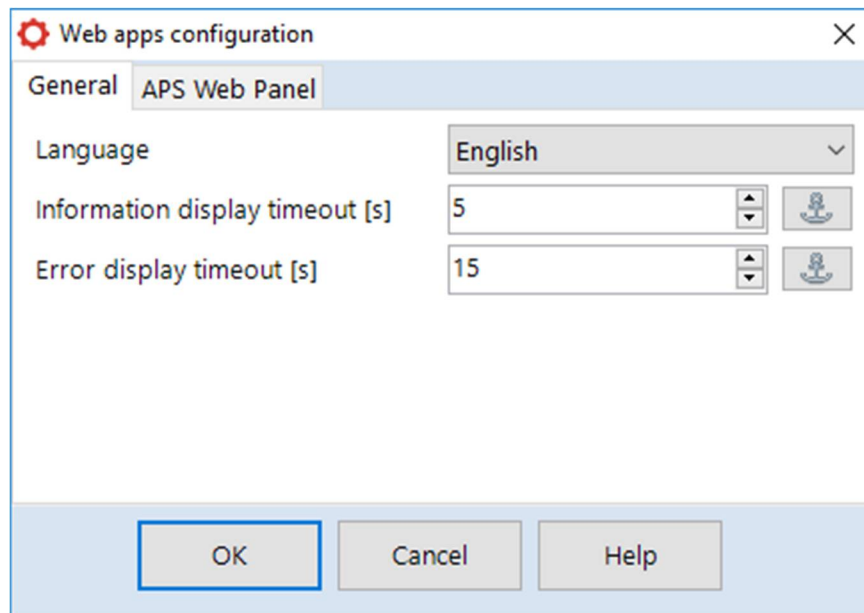 Web apps configuration
General APS Web Panel
Language English
Information display timeout [s] 5
Error display timeout [s] 15
OK Cancel Help